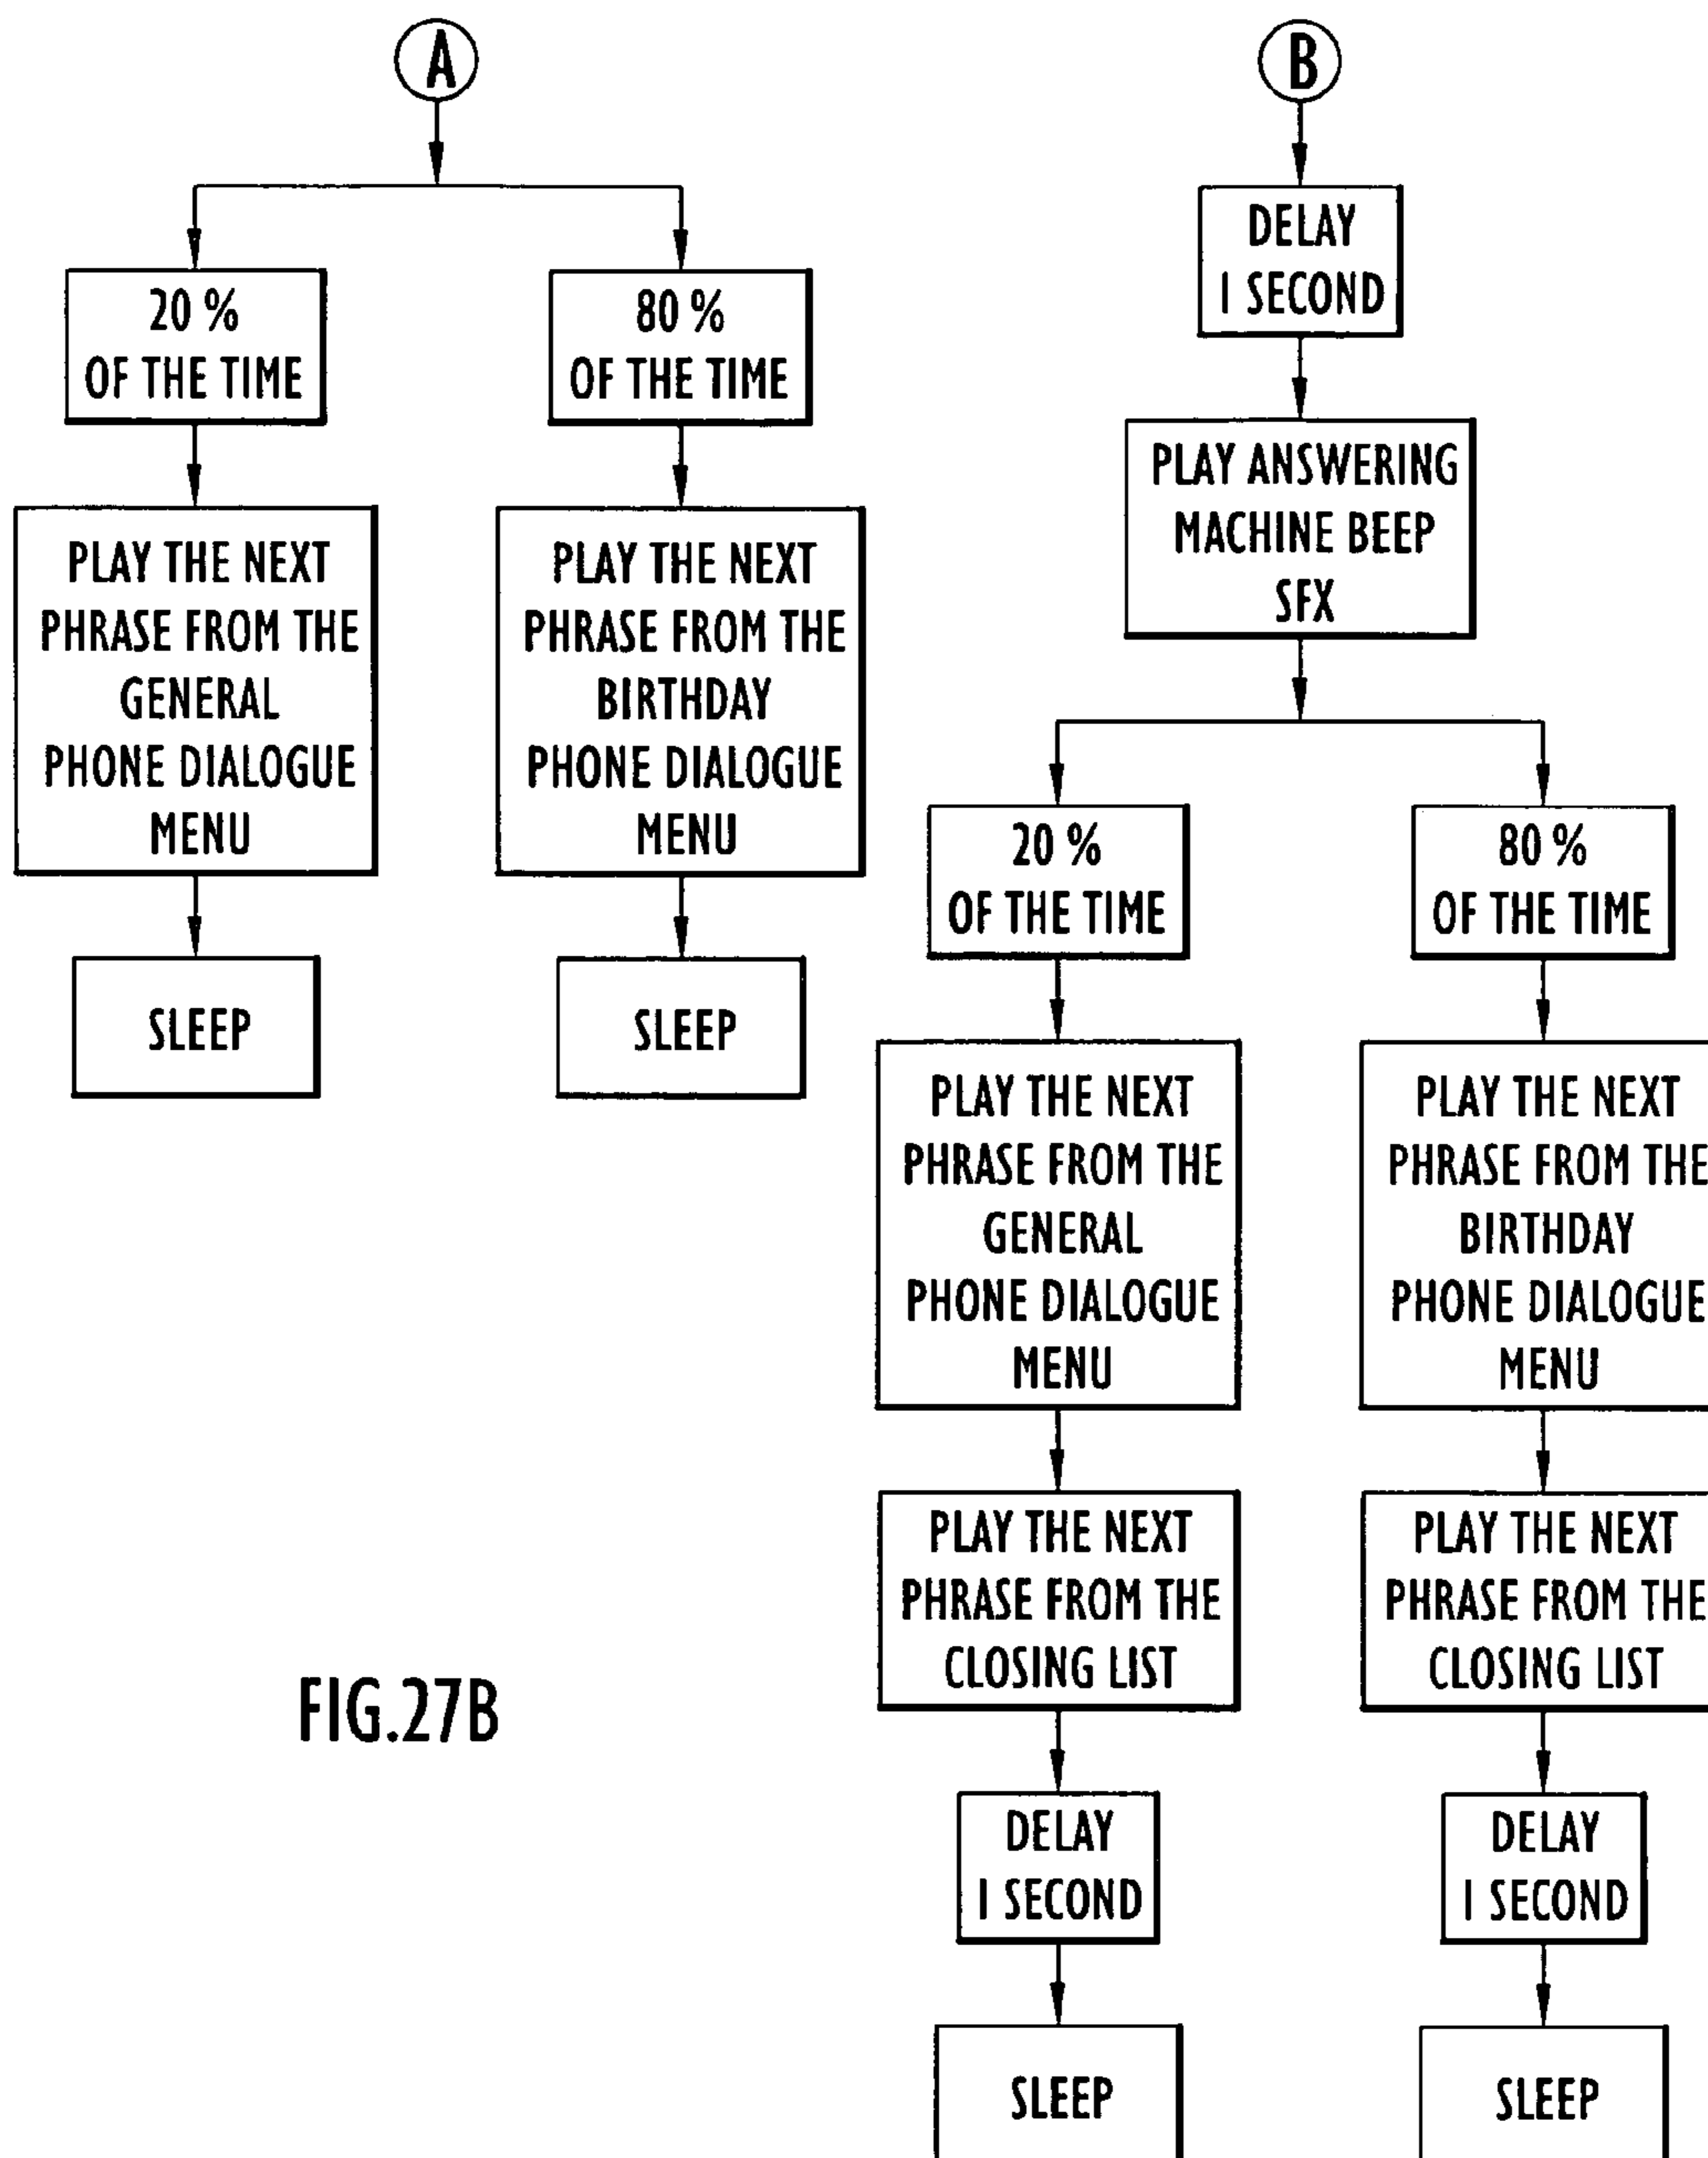 A
20 %
OF THE TIME
PLAY THE NEXT
PHRASE FROM THE
GENERAL
PHONE DIALOGUE
MENU
SLEEP
80 %
OF THE TIME
PLAY THE NEXT
PHRASE FROM THE
BIRTHDAY
PHONE DIALOGUE
MENU
SLEEP
B
DELAY
1 SECOND
PLAY ANSWERING
MACHINE BEEP
SFX
20 %
OF THE TIME
PLAY THE NEXT
PHRASE FROM THE
GENERAL
PHONE DIALOGUE
MENU
PLAY THE NEXT
PHRASE FROM THE
CLOSING LIST
DELAY
1 SECOND
SLEEP
80 %
OF THE TIME
PLAY THE NEXT
PHRASE FROM THE
BIRTHDAY
PHONE DIALOGUE
MENU
PLAY THE NEXT
PHRASE FROM THE
CLOSING LIST
DELAY
1 SECOND
SLEEP
FIG.27B